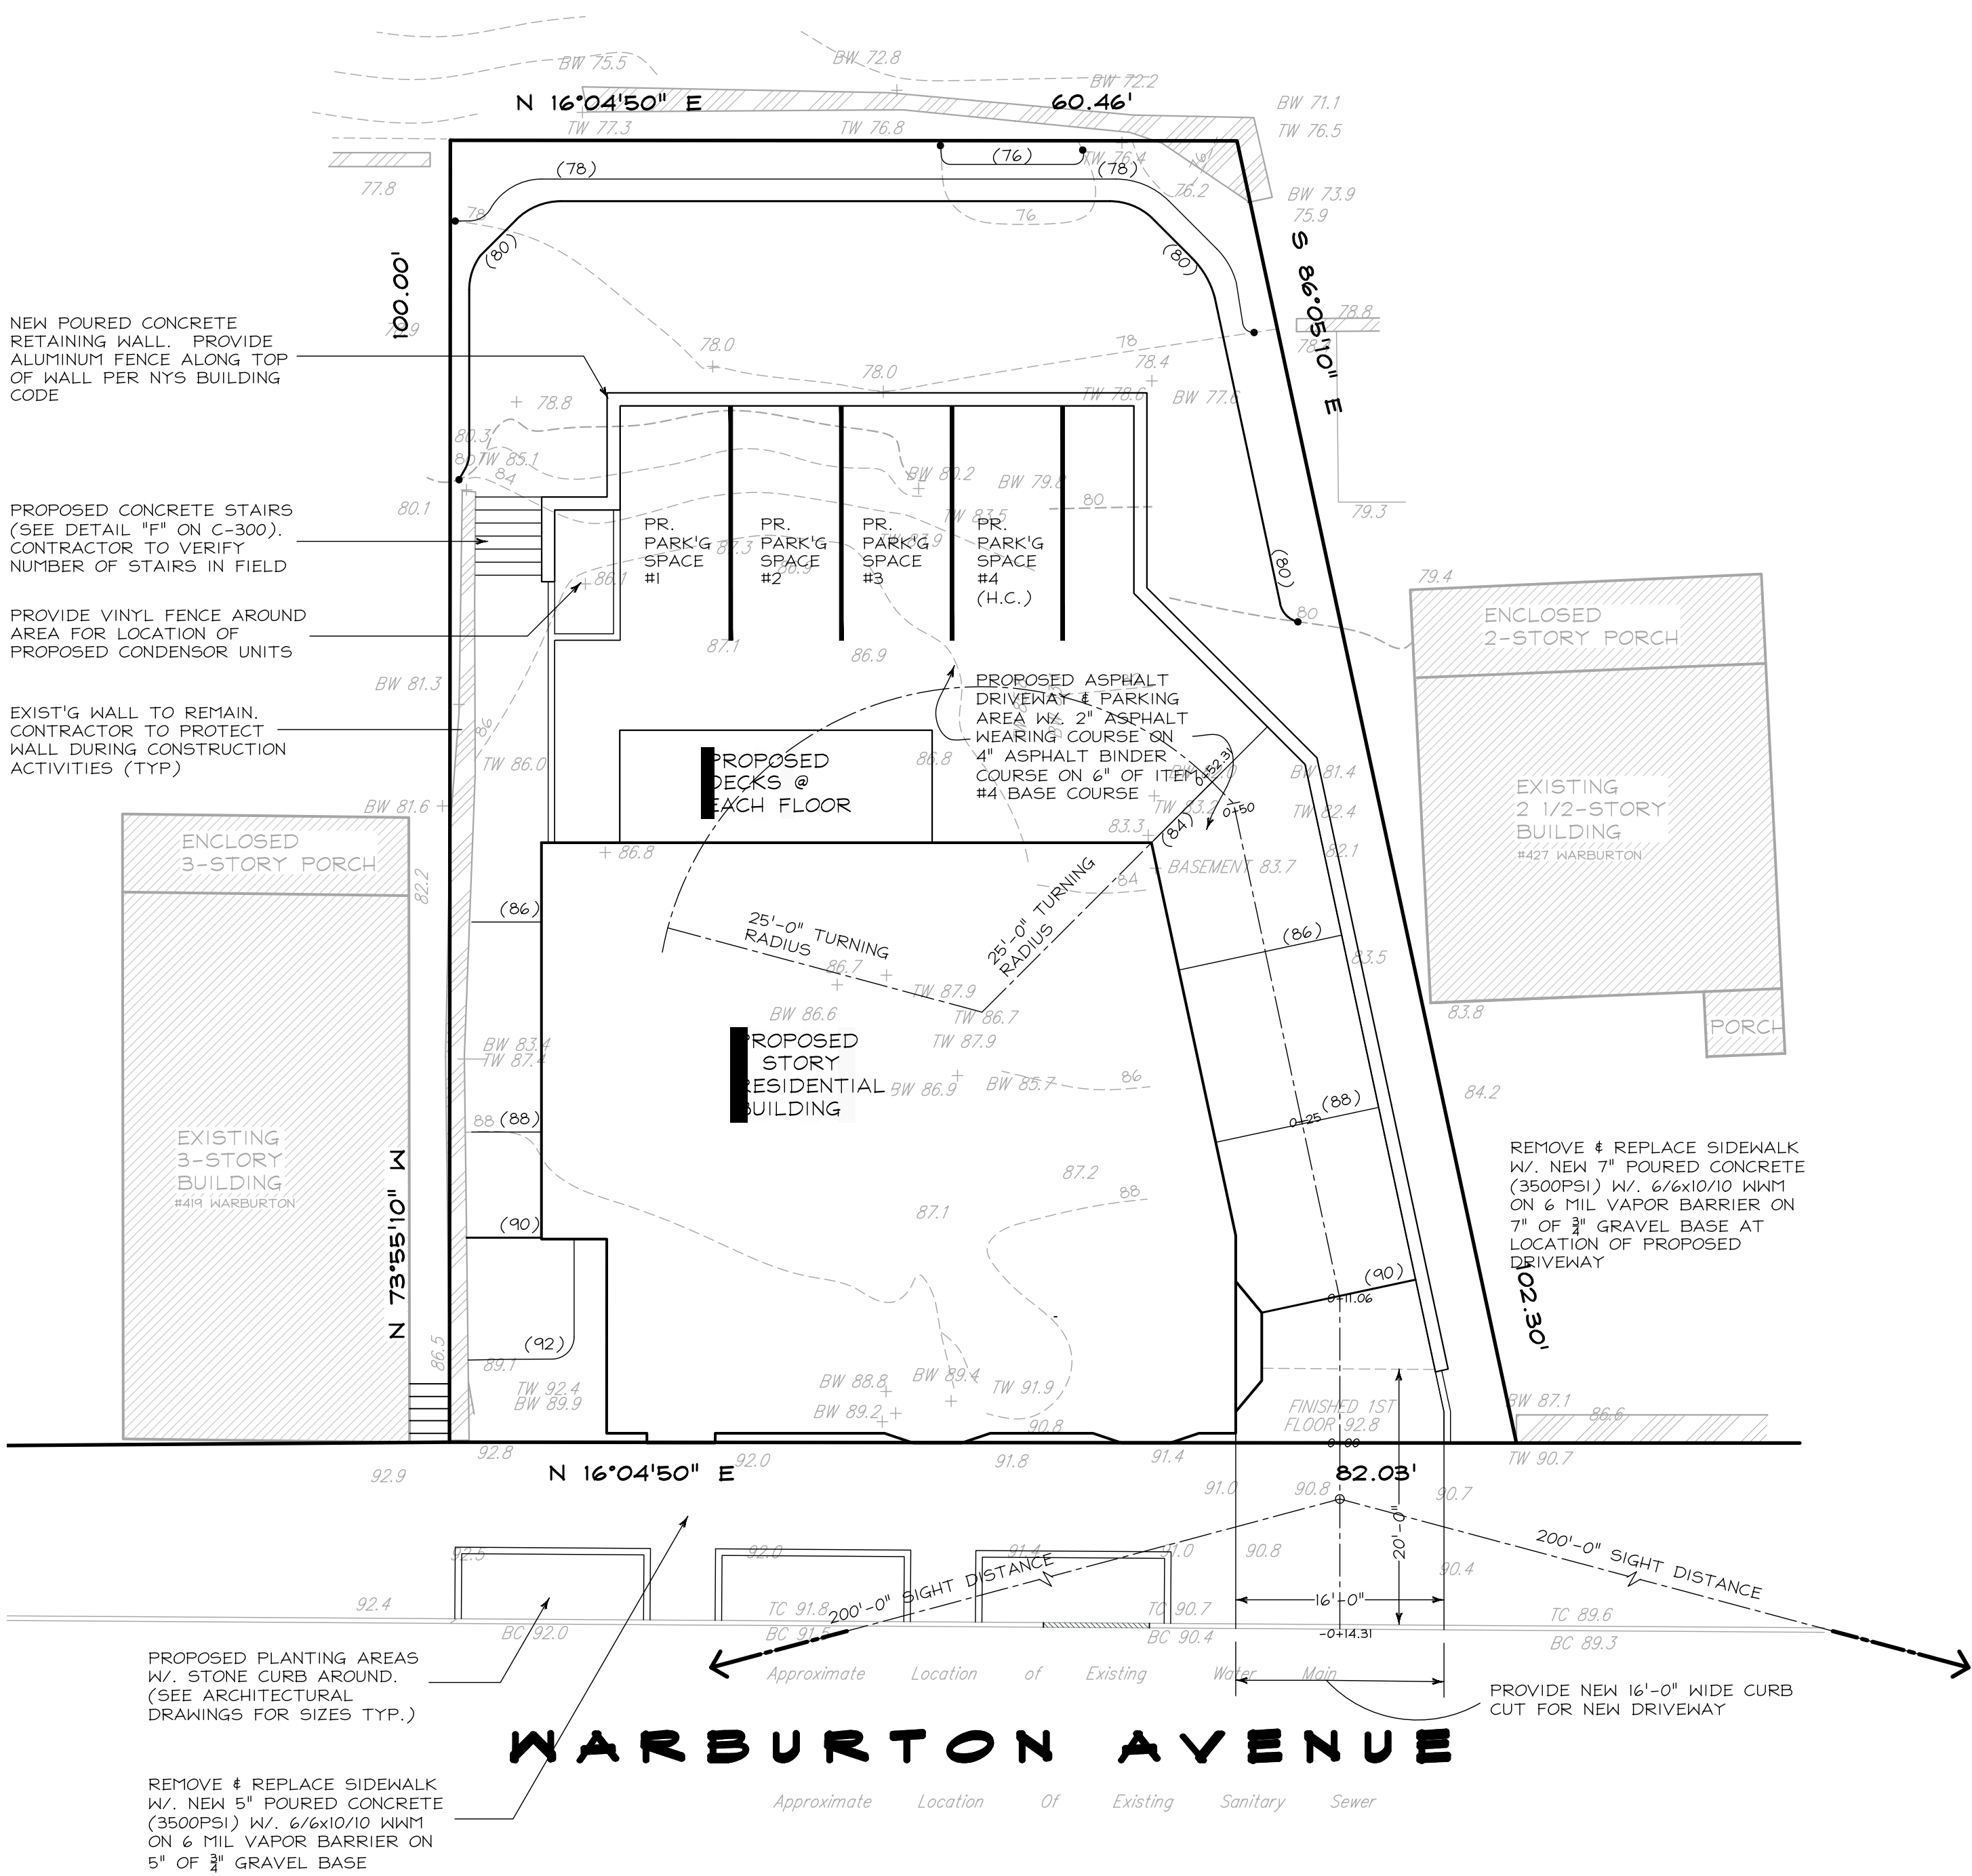 BW 75.5
BW 72.8
BW 72.2
N 16°04'50" E
60.46'
BW 71.1
TW 77.3
TW 76.8
TW 76.5
(76)
TW 76.4
77.8
(78)
(78)
76.2
BW 73.9
75.9
78
76
(80)
(80)
100.00'
S 86°05'10" E
NEW POURED CONCRETE
RETAINING WALL. PROVIDE
ALUMINUM FENCE ALONG TOP
OF WALL PER NYS BUILDING
CODE
78.8
78.0
78
78.4
78.0
TW 78.6
BW 77.6
78.8
80.3
TW 85.1
84
BW 80.2
BW 79.8
80
80.1
TW 83.5
79.3
PROPOSED CONCRETE STAIRS
(SEE DETAIL "F" ON C-300).
CONTRACTOR TO VERIFY
NUMBER OF STAIRS IN FIELD
PR.
PARK'G
SPACE
#1
PR.
PARK'G
SPACE
#2
PR.
PARK'G
SPACE
#3
PR.
PARK'G
SPACE
#4
(H.C.)
87.3
86.9
86.1
(80)
80
79.4
PROVIDE VINYL FENCE AROUND
AREA FOR LOCATION OF
PROPOSED CONDENSOR UNITS
87.1
86.9
ENCLOSED
2-STORY PORCH
BW 81.3
EXIST'G WALL TO REMAIN.
CONTRACTOR TO PROTECT
WALL DURING CONSTRUCTION
ACTIVITIES (TYP)
86
TW 86.0
PROPOSED ASPHALT
DRIVEWAY & PARKING
AREA W/. 2" ASPHALT
WEARING COURSE ON
4" ASPHALT BINDER
COURSE ON 6" OF ITEM
#4 BASE COURSE
86.8
0+52.31
0+50
BW 81.4
TW 82.4
TW 83.2
82.1
83.3
(84)
PROPOSED
DECKS @
EACH FLOOR
EXISTING
2 1/2-STORY
BUILDING
#427 WARBURTON
BW 81.6
ENCLOSED
3-STORY PORCH
82.2
86.8
BASEMENT 83.7
84
(86)
25'-0" TURNING
RADIUS
25'-0" TURNING
RADIUS
(86)
83.5
86.7
TW 87.9
BW 86.6
TW 86.7
TW 87.9
83.8
PORCH
PROPOSED
STORY
RESIDENTIAL
BUILDING
BW 83.4
TW 87.4
BW 86.9
BW 85.7
86
84.2
88
(88)
(88)
0+25
EXISTING
3-STORY
BUILDING
#419 WARBURTON
N 73°55'10" W
87.2
88
87.1
(90)
REMOVE & REPLACE SIDEWALK
W/. NEW 7" POURED CONCRETE
(3500PSI) W/. 6/6x10/10 WWM
ON 6 MIL VAPOR BARRIER ON
7" OF 3/4" GRAVEL BASE AT
LOCATION OF PROPOSED
DRIVEWAY
102.30'
(90)
0+11.06
86.5
(92)
89.1
TW 92.4
BW 89.9
BW 88.8
BW 89.4
TW 91.9
BW 89.2
90.8
FINISHED 1ST
FLOOR 92.8
0+00
BW 87.1
86.6
TW 90.7
92.8
92.9
N 16°04'50" E
92.0
91.8
91.4
82.03'
91.0
90.8
90.7
92.5
92.0
91.4
91.0
90.8
90.4
20'-0"
200'-0" SIGHT DISTANCE
200'-0" SIGHT DISTANCE
92.4
BC 92.0
TC 91.8
BC 91.5
TC 90.7
BC 90.4
16'-0"
-0+14.31
TC 89.6
BC 89.3
PROPOSED PLANTING AREAS
W/. STONE CURB AROUND.
(SEE ARCHITECTURAL
DRAWINGS FOR SIZES TYP.)
Approximate Location of Existing Water Main
PROVIDE NEW 16'-0" WIDE CURB
CUT FOR NEW DRIVEWAY
WARBURTON AVENUE
Approximate Location Of Existing Sanitary Sewer
REMOVE & REPLACE SIDEWALK
W/. NEW 5" POURED CONCRETE
(3500PSI) W/. 6/6x10/10 WWM
ON 6 MIL VAPOR BARRIER ON
5" OF 3/4" GRAVEL BASE